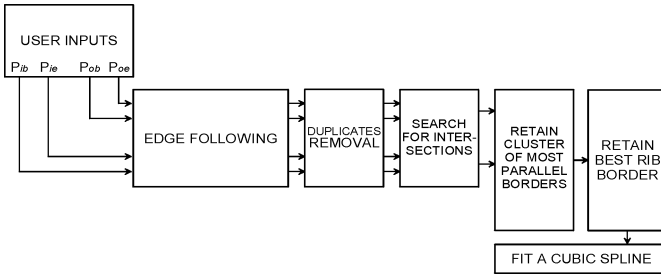 USER INPUTS
Pib Pie Pob Poe
EDGE FOLLOWING
DUPLICATES
REMOVAL
SEARCH
FOR INTER-
SECTIONS
RETAIN
CLUSTER
OF MOST
PARALLEL
BORDERS
RETAIN
BEST RIB
BORDER
FIT A CUBIC SPLINE